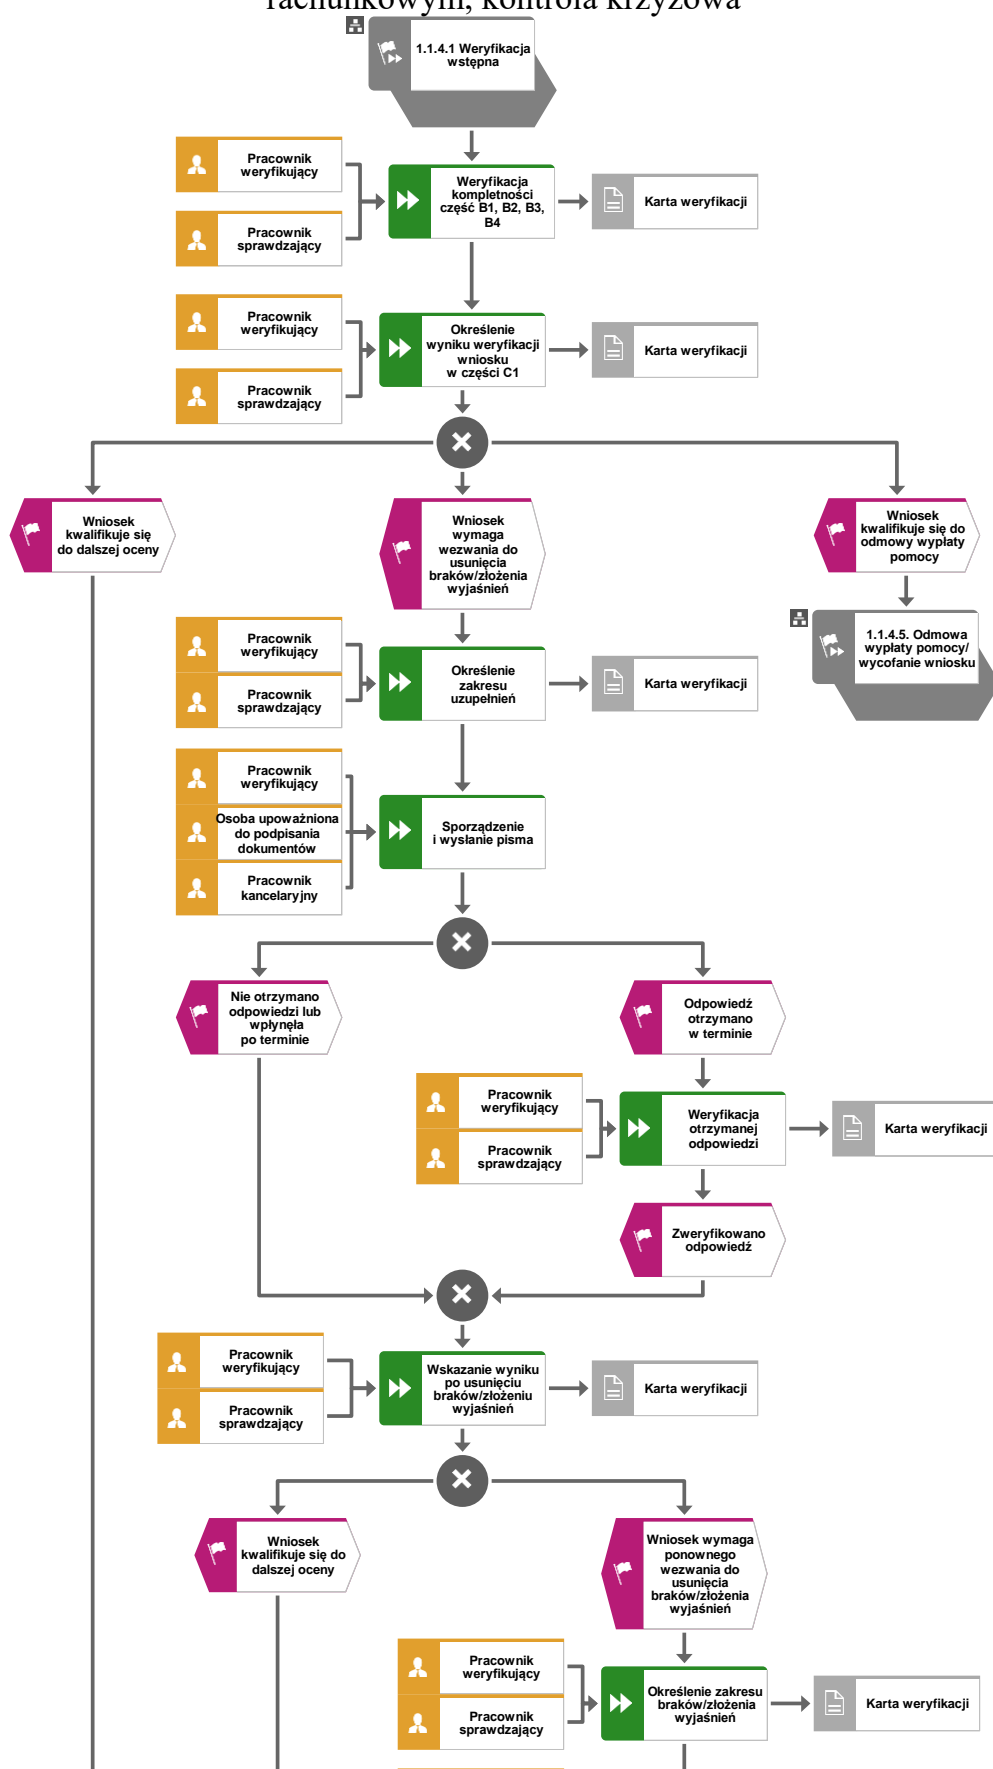 rachunkowym, kontrola krzyżowa
1.1.4.1 Weryfikacja
wstępna
Pracownik
weryfikujący
Pracownik
sprawdzający
Weryfikacja
kompletności
część B1, B2, B3,
B4
Karta weryfikacji
Pracownik
weryfikujący
Pracownik
sprawdzający
Określenie
wyniku weryfikacji
wniosku
w części C1
Karta weryfikacji
Wniosek
kwalifikuje się
do dalszej oceny
Wniosek
wymaga
wezwania do
usunięcia
braków/złożenia
wyjaśnień
Wniosek
kwalifikuje się do
odmowy wypłaty
pomocy
1.1.4.5. Odmowa
wypłaty pomocy/
wycofanie wniosku
Pracownik
weryfikujący
Pracownik
sprawdzający
Określenie
zakresu
uzupełnień
Karta weryfikacji
Pracownik
weryfikujący
Osoba upoważniona
do podpisania
dokumentów
Pracownik
kancelaryjny
Sporządzenie
i wysłanie pisma
Nie otrzymano
odpowiedzi lub
wpłynęła
po terminie
Odpowiedź
otrzymano
w terminie
Pracownik
weryfikujący
Pracownik
sprawdzający
Weryfikacja
otrzymanej
odpowiedzi
Karta weryfikacji
Zweryfikowano
odpowiedź
Pracownik
weryfikujący
Pracownik
sprawdzający
Wskazanie wyniku
po usunięciu
braków/złożeniu
wyjaśnień
Karta weryfikacji
Wniosek
kwalifikuje się do
dalszej oceny
Wniosek wymaga
ponownego
wezwania do
usunięcia
braków/złożenia
wyjaśnień
Pracownik
weryfikujący
Pracownik
sprawdzający
Określenie zakresu
braków/złożenia
wyjaśnień
Karta weryfikacji